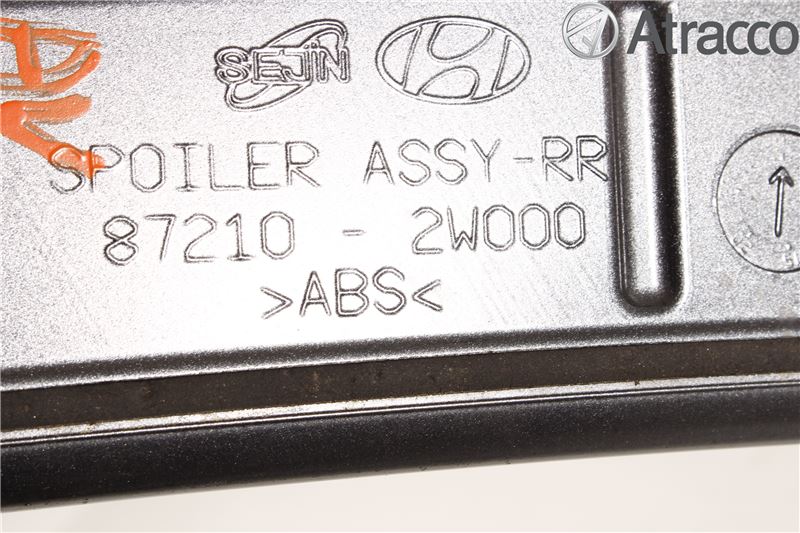 Atracco
SEJIN
SPOILER ASSY-RR
87210 - 2W000
>ABS<